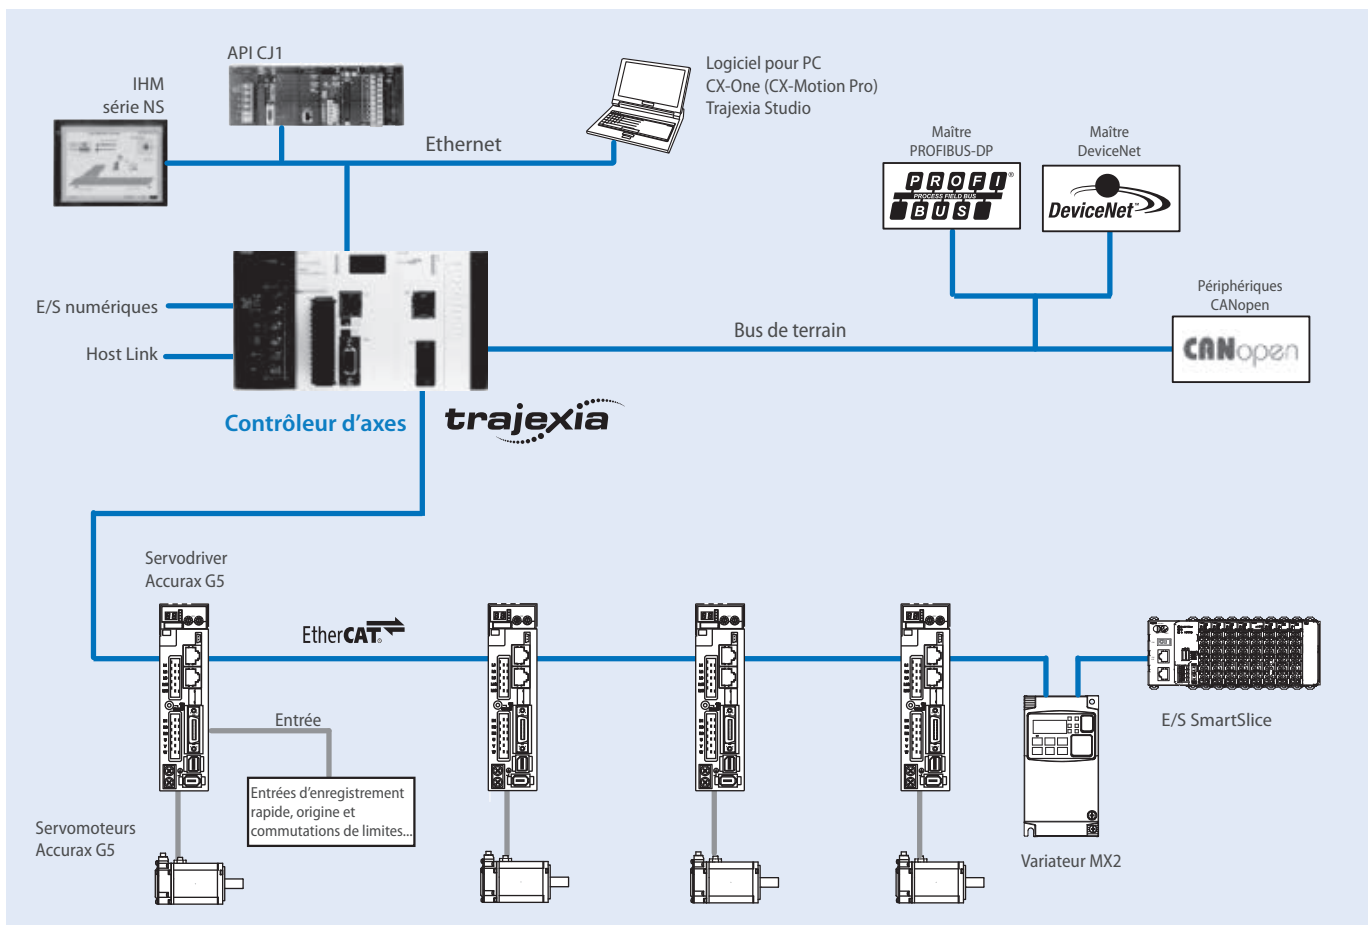 API CJ1
IHM
série NS
Logiciel pour PC
CX-One (CX-Motion Pro)
Trajexia Studio
Ethernet
Maître
PROFIBUS-DP
Maître
DeviceNet
PROFI®
PROCESS FIELD BUS
BUS
DeviceNet™
E/S numériques
Host Link
Bus de terrain
Périphériques
CANopen
CANopen
Contrôleur d’axes
trajexia
Servodriver
Accurax G5
EtherCAT®
Entrée
Entrées d’enregistrement
rapide, origine et
commutations de limites...
E/S SmartSlice
Servomoteurs
Accurax G5
Variateur MX2